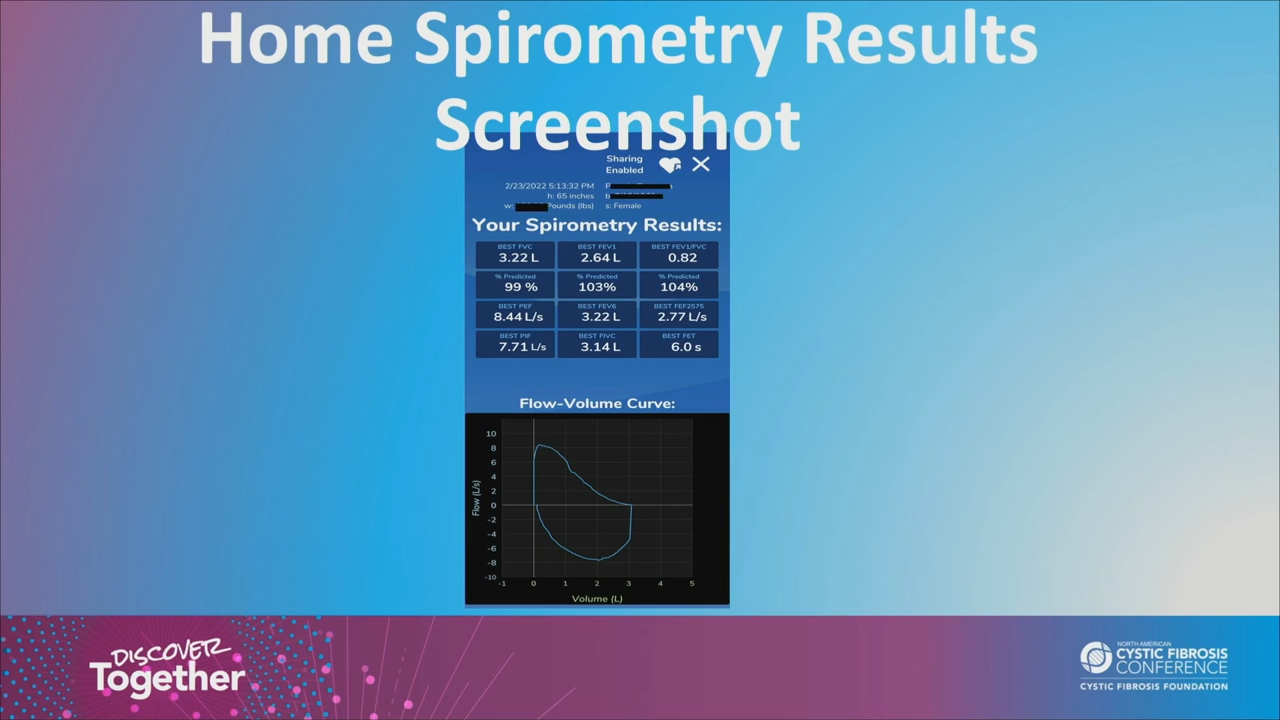 Home Spirometry Results
Screenshot
Sharing
Enabled
2/23/2022 5:13:32 PM
h: 65 inches
w: Pounds (lbs)
s: Female
Your Spirometry Results:
BEST FVC BEST FEV1 BEST FEV1/FVC
3.22 L 2.64 L 0.82
% Predicted % Predicted % Predicted
99 % 103% 104%
BEST PEF BEST FEV6 BEST FEF2575
8.44 L/s 3.22 L 2.77 L/s
BEST PIF BEST FIVC BEST FET
7.71 L/s 3.14 L 6.0 s
Flow-Volume Curve:
10
8
6
4
2
0
-2
-4
-6
-8
-10
Flow (L/s)
-1 0 1 2 3 4 5
Volume (L)
DISCOVER
Together
NORTH AMERICAN
CYSTIC FIBROSIS
CONFERENCE
CYSTIC FIBROSIS FOUNDATION